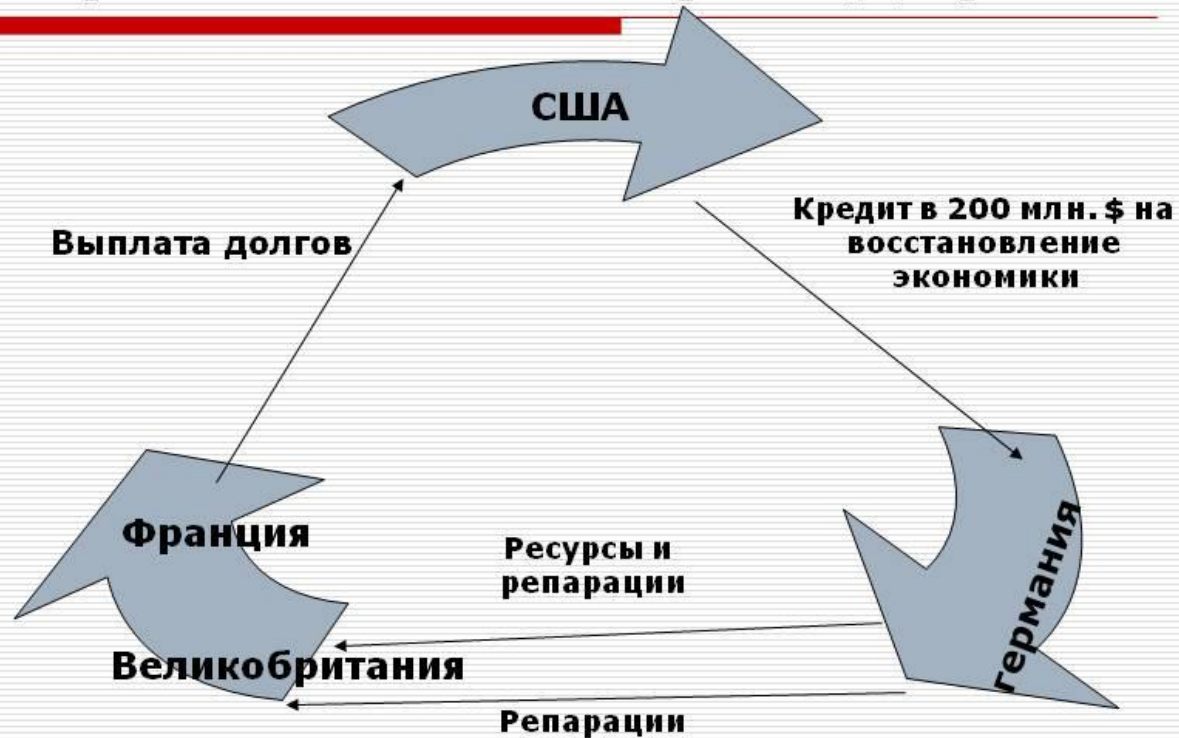 США
Кредит в 200 млн.$ на
восстановление
экономики
Выплата долгов
Франция
Ресурсы и
репарации
германия
Великобритания
Репарации